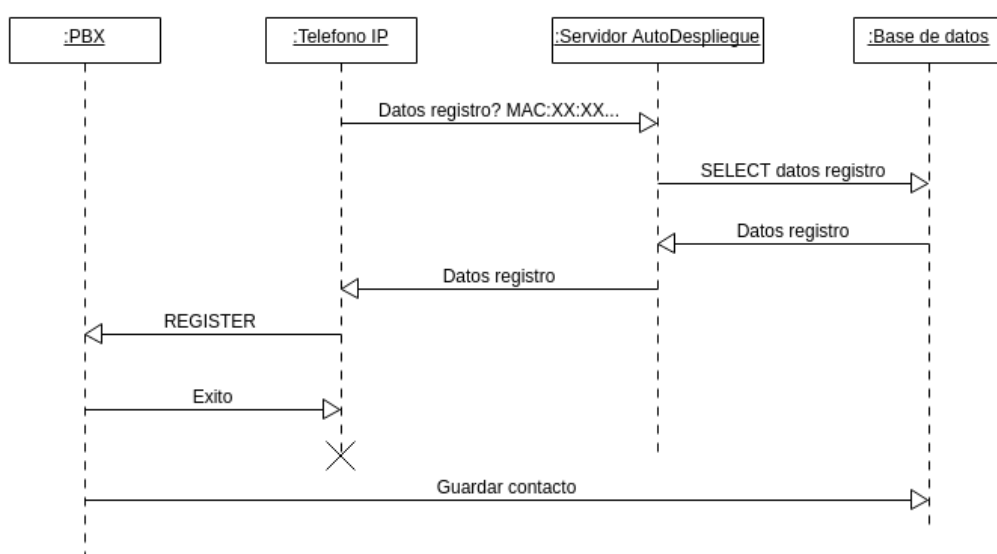 :PBX
:Telefono IP
:Servidor AutoDespliegue
:Base de datos
Datos registro? MAC:XX:XX...
SELECT datos registro
Datos registro
Datos registro
REGISTER
Exito
Guardar contacto